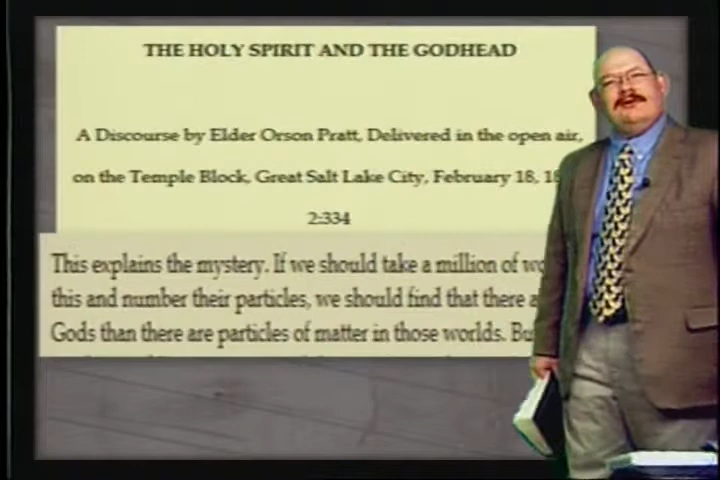 THE HOLY SPIRIT AND THE GODHEAD
A Discourse by Elder Orson Pratt, Delivered in the open air,
on the Temple Block, Great Salt Lake City, February 18,
2:334
This explains the mystery. If we should take a million of
this and number their particles, we should find that there
Gods than there are particles of matter in those worlds.